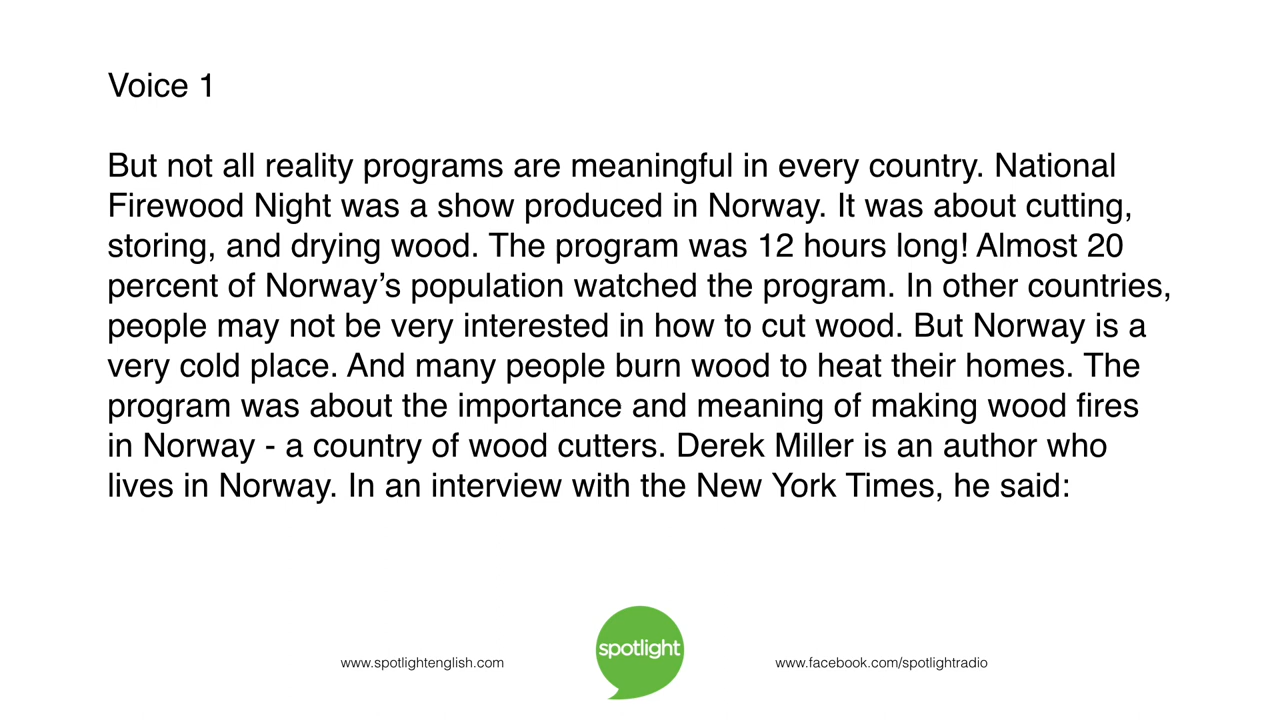 Voice 1
But not all reality programs are meaningful in every country. National
Firewood Night was a show produced in Norway. It was about cutting,
storing, and drying wood. The program was 12 hours long! Almost 20
percent of Norway’s population watched the program. In other countries,
people may not be very interested in how to cut wood. But Norway is a
very cold place. And many people burn wood to heat their homes. The
program was about the importance and meaning of making wood fires
in Norway - a country of wood cutters. Derek Miller is an author who
lives in Norway. In an interview with the New York Times, he said:
www.spotlightenglish.com
spotlight
www.facebook.com/spotlightradio